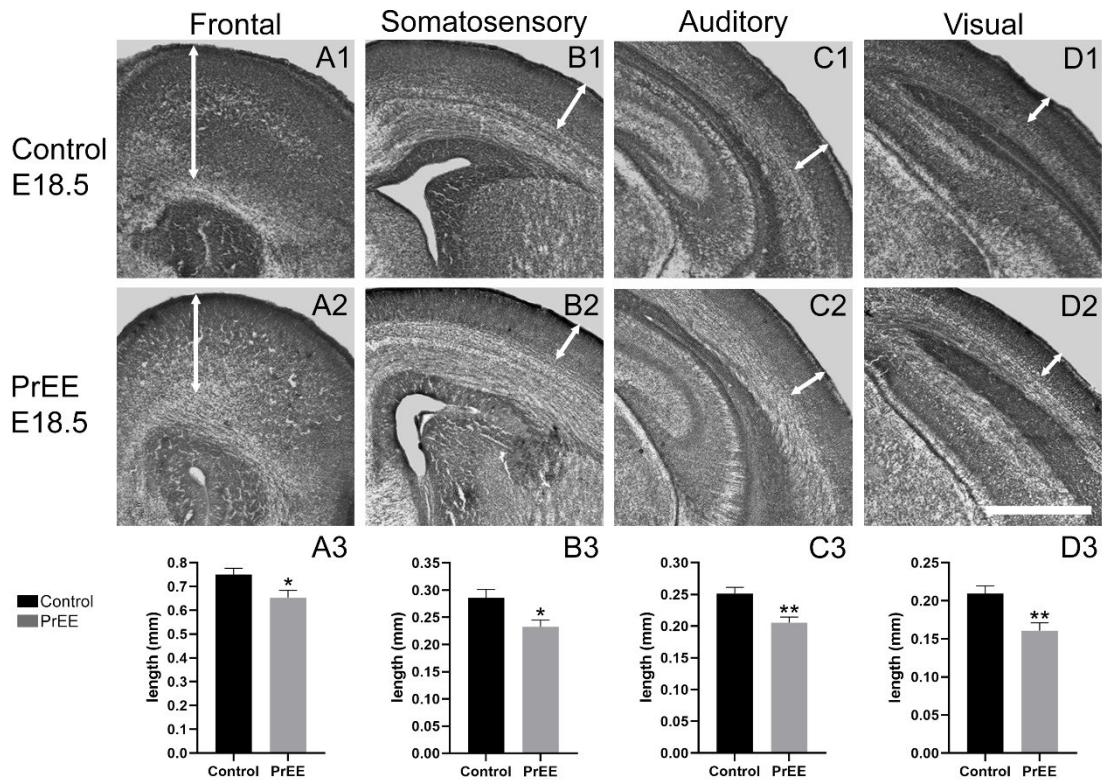 Frontal Somatosensory Auditory Visual
A1 B1 C1 D1
Control
E18.5
A2 B2 C2 D2
PrEE
E18.5
A3 B3 C3 D3
Control
PrEE
length (mm)
0.8
0.7
0.6
0.5
0.4
0.3
0.2
0.1
0.0
*
Control PrEE
length (mm)
0.35
0.30
0.25
0.20
0.15
0.10
0.05
0.00
*
Control PrEE
length (mm)
0.30
0.25
0.20
0.15
0.10
0.05
0.00
**
Control PrEE
length (mm)
0.25
0.20
0.15
0.10
0.05
0.00
**
Control PrEE